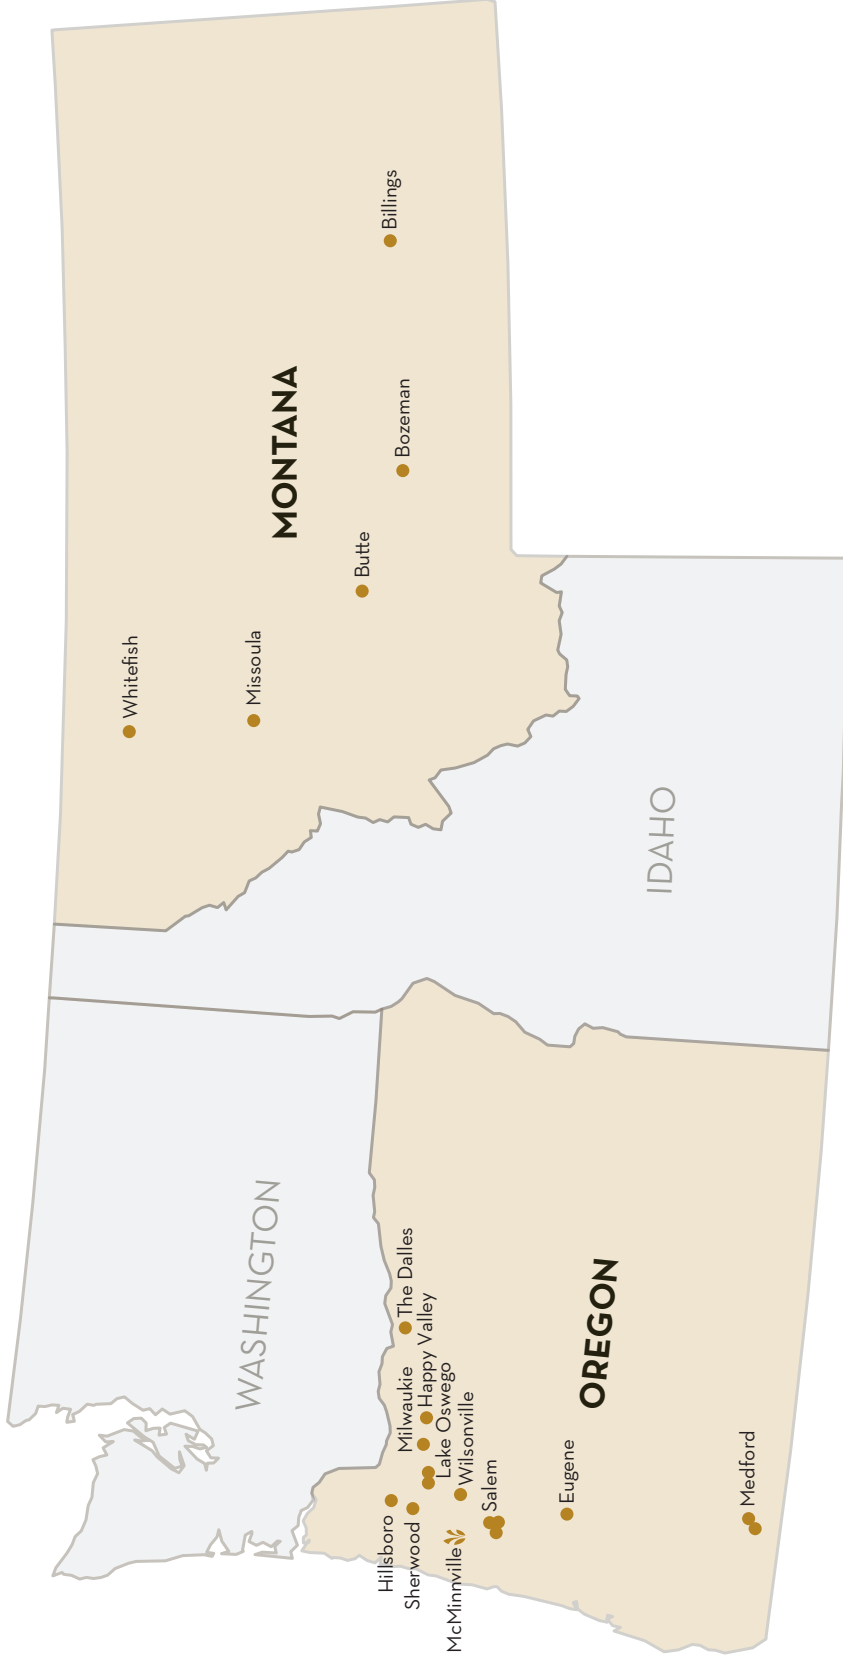 WASHINGTON
MONTANA
IDAHO
OREGON
Whitefish
Missoula
Butte
Bozeman
Billings
The Dalles
Happy Valley
Milwaukie
Lake Oswego
Wilsonville
Hillsboro
Sherwood
McMinnville
Salem
Eugene
Medford